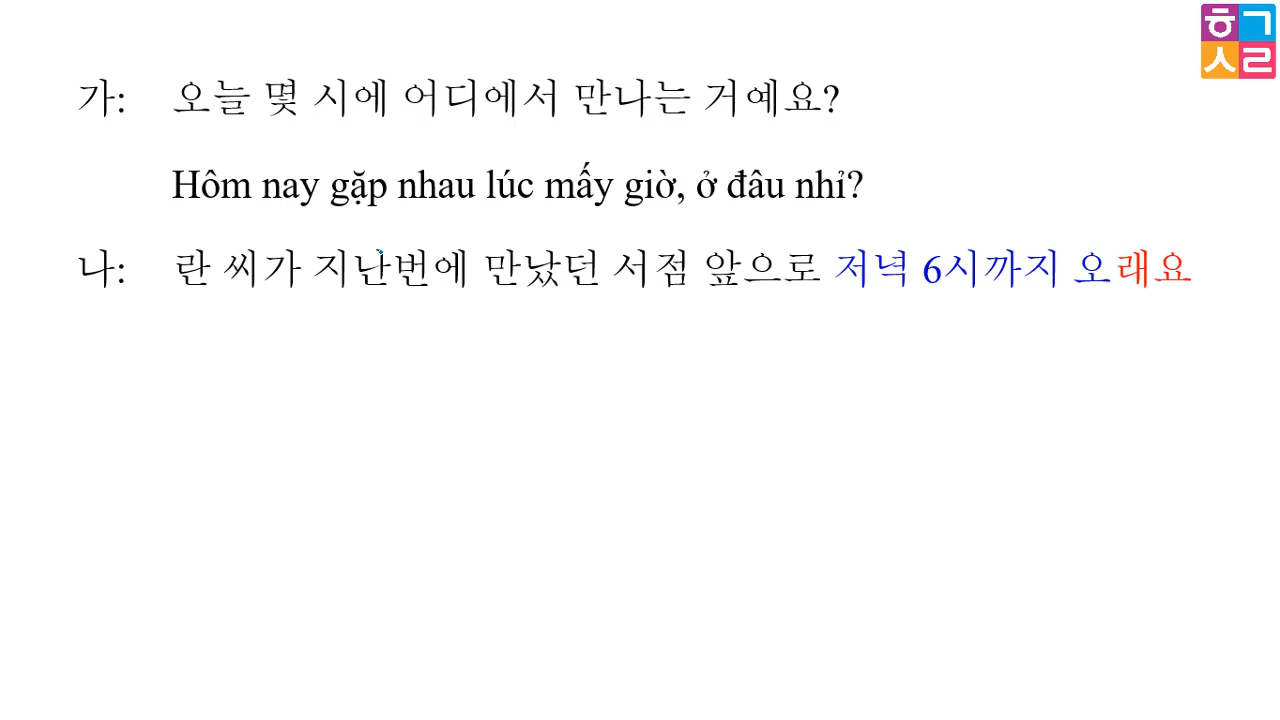 ㅎㄱ
ㅅㄹ
가: 오늘 몇 시에 어디에서 만나는 거예요?
Hôm nay gặp nhau lúc mấy giờ, ở đâu nhỉ?
나: 란 씨가 지난번에 만났던 서점 앞으로 저녁 6시까지 오래요